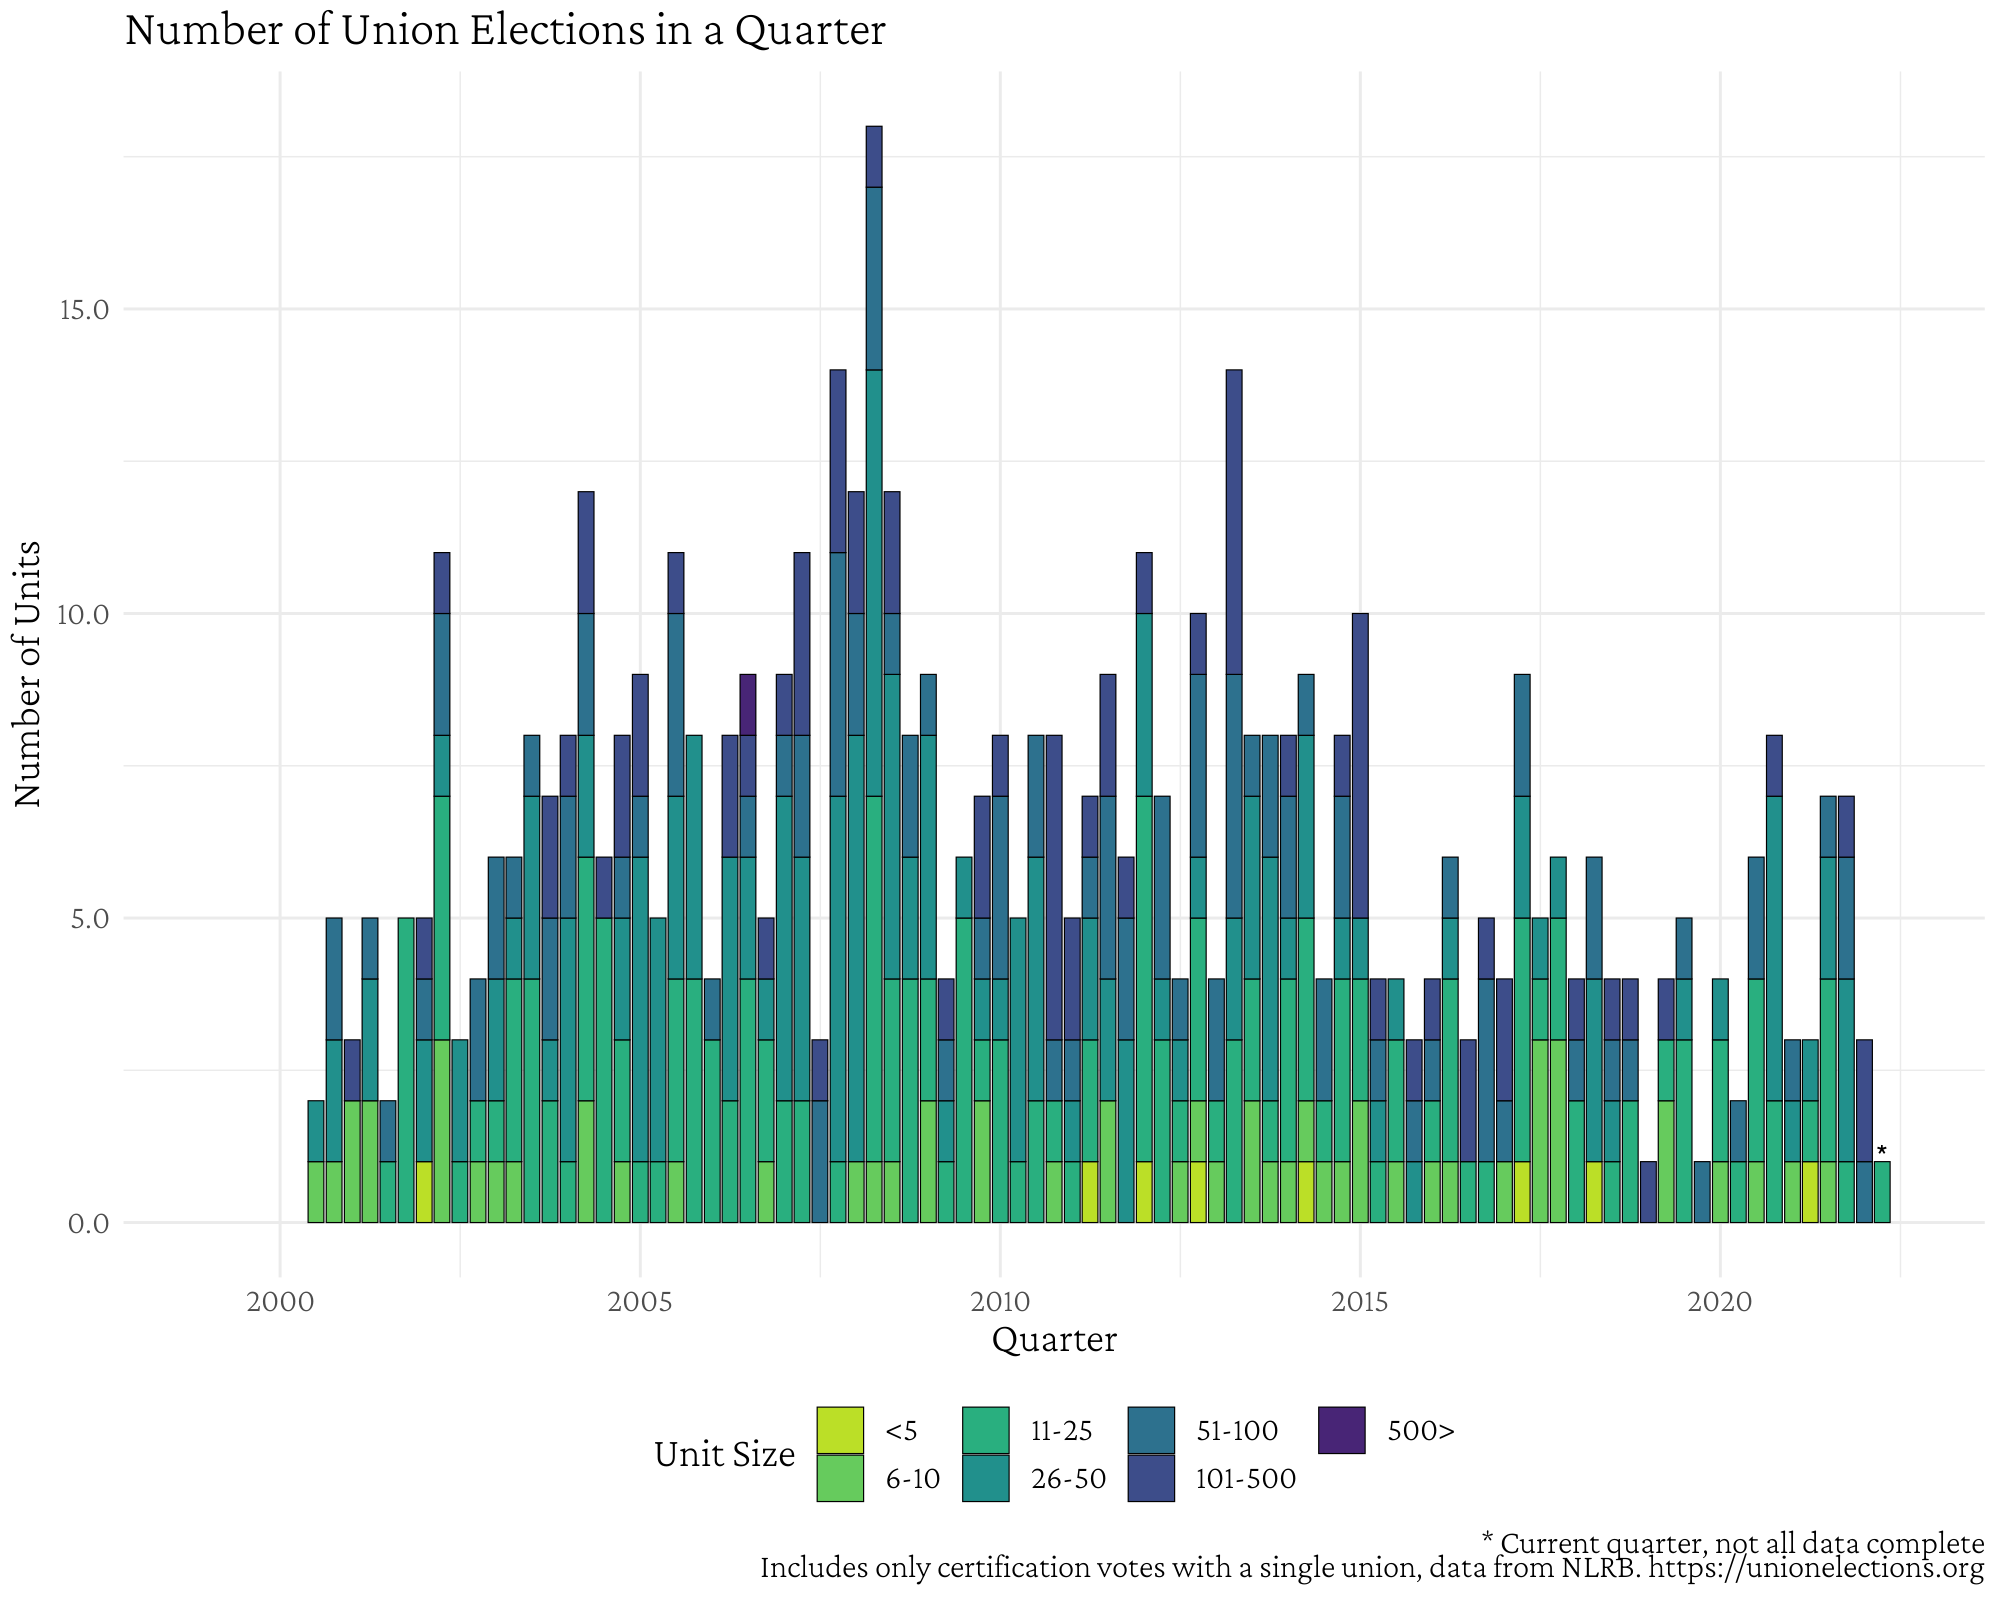 Number of Union Elections in a Quarter
Number of Units
15.0
10.0
5.0
0.0
2000 2005 2010 2015 2020
*
Quarter
Unit Size
<5 11-25 51-100 500>
6-10 26-50 101-500
* Current quarter, not all data complete
Includes only certification votes with a single union, data from NLRB. https://unionelections.org